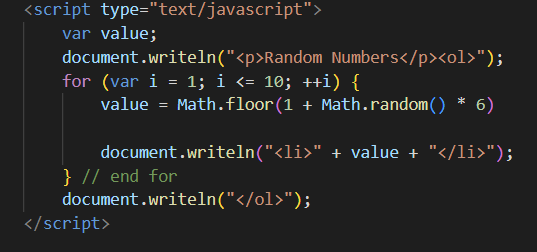 <script type="text/javascript">
    var value;
    document.writeln("<p>Random Numbers</p><ol>");
    for (var i = 1; i <= 10; ++i) {
        value = Math.floor(1 + Math.random() * 6)

        document.writeln("<li>" + value + "</li>");
    } // end for
    document.writeln("</ol>");
</script>